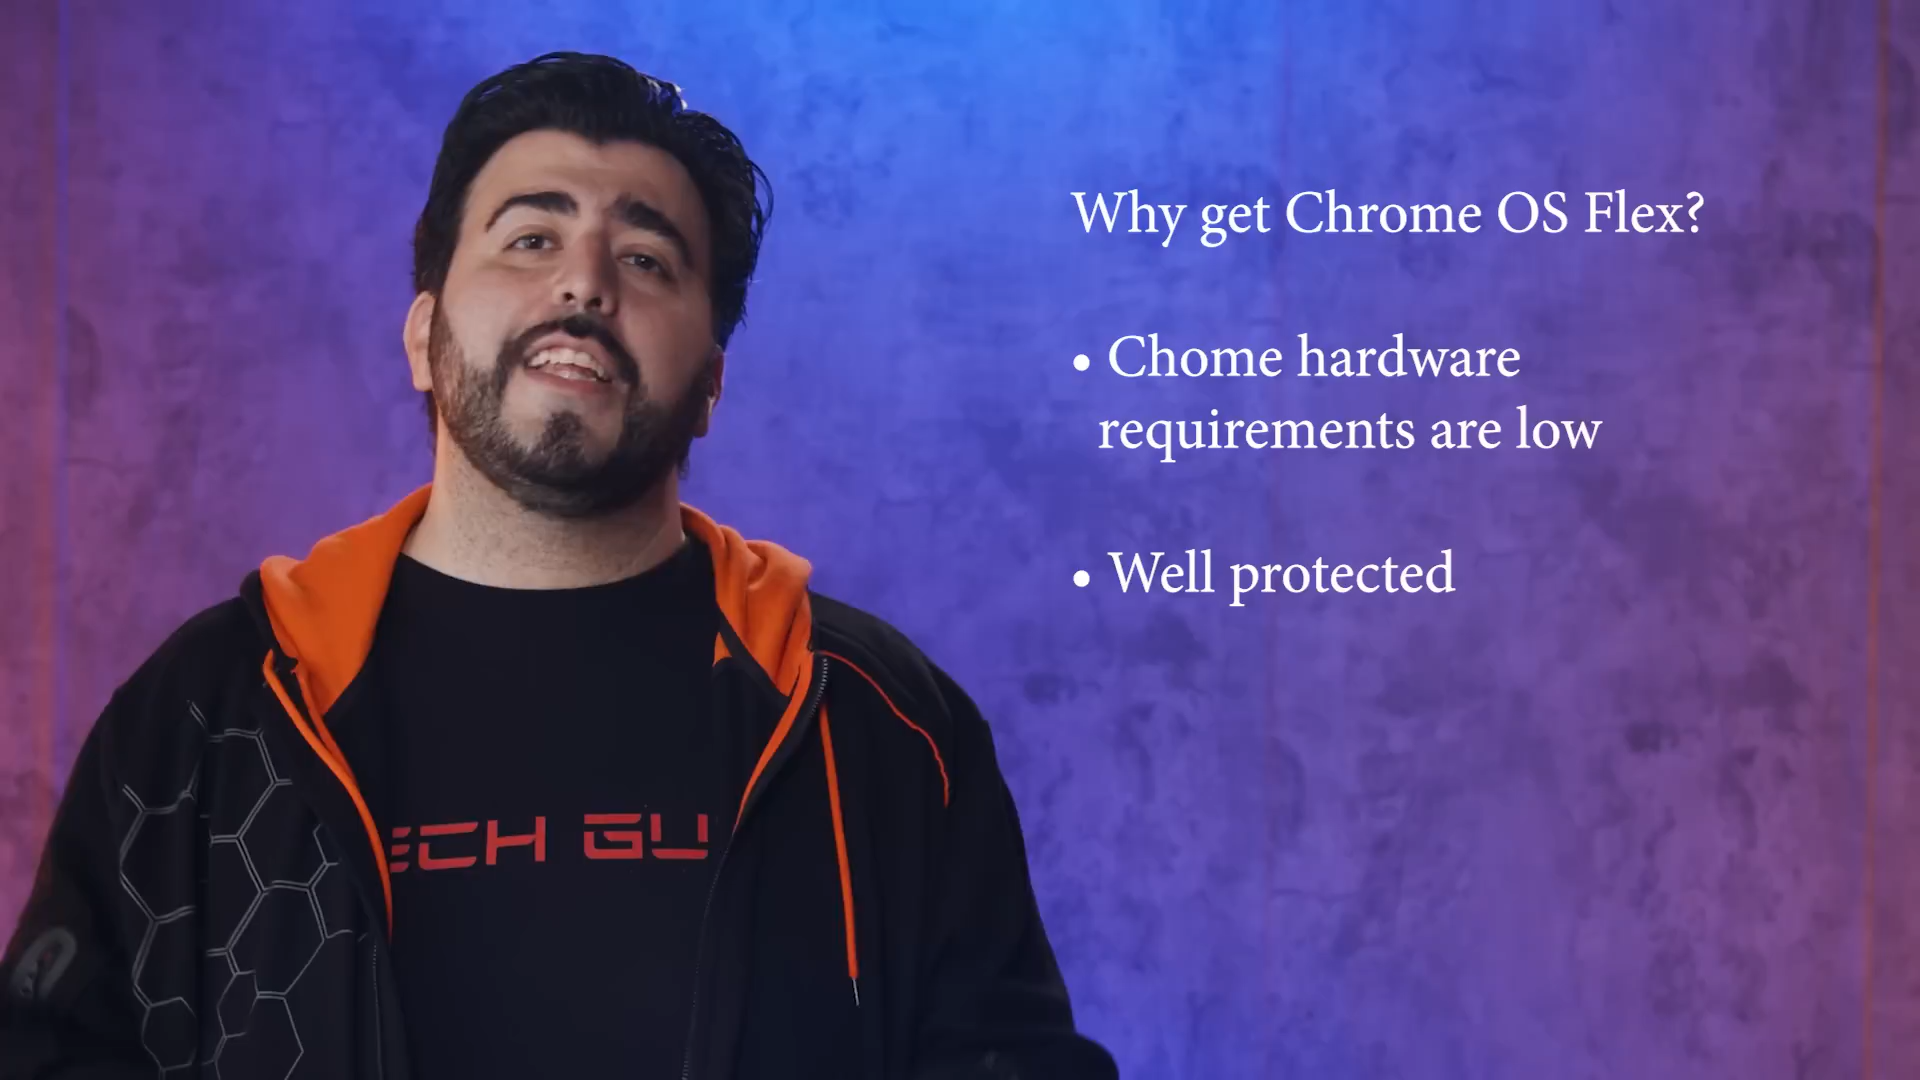 Why get Chrome OS Flex?
• Chome hardware
requirements are low
• Well protected
ECH GU